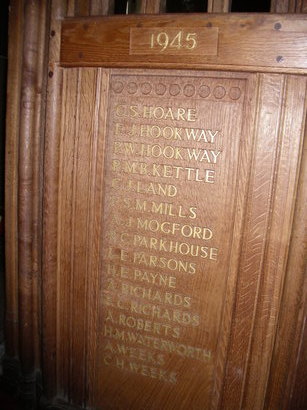 1945
HOARE
HOOKWAY
HOOKWAY
KETTLE
LAND
MILLS
MOGFORD
PARKHOUSE
PARSONS
H.E. PAYNE
RICHARDS
RICHARDS
A. ROBERTS
H.M. WATERWORTH
A. WEEKS
C.H. WEEKS